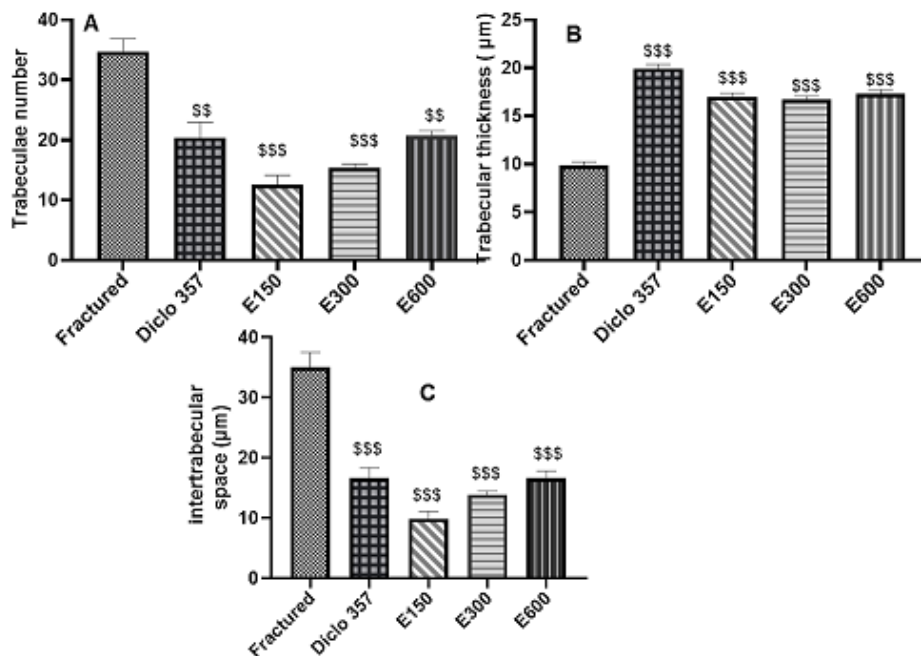 A
Trabeculae number
40
30
20
10
0
$$
$$$
$$$
$$
Fractured
Diclo 357
E150
E300
E600
B
Trabecular thickness ( µm)
25
20
15
10
5
0
$$$
$$$
$$$
$$$
Fractured
Diclo 357
E150
E300
E600
C
intertrabecular
space (µm)
40
30
20
10
0
$$$
$$$
$$$
$$$
Fractured
Diclo 357
E150
E300
E600